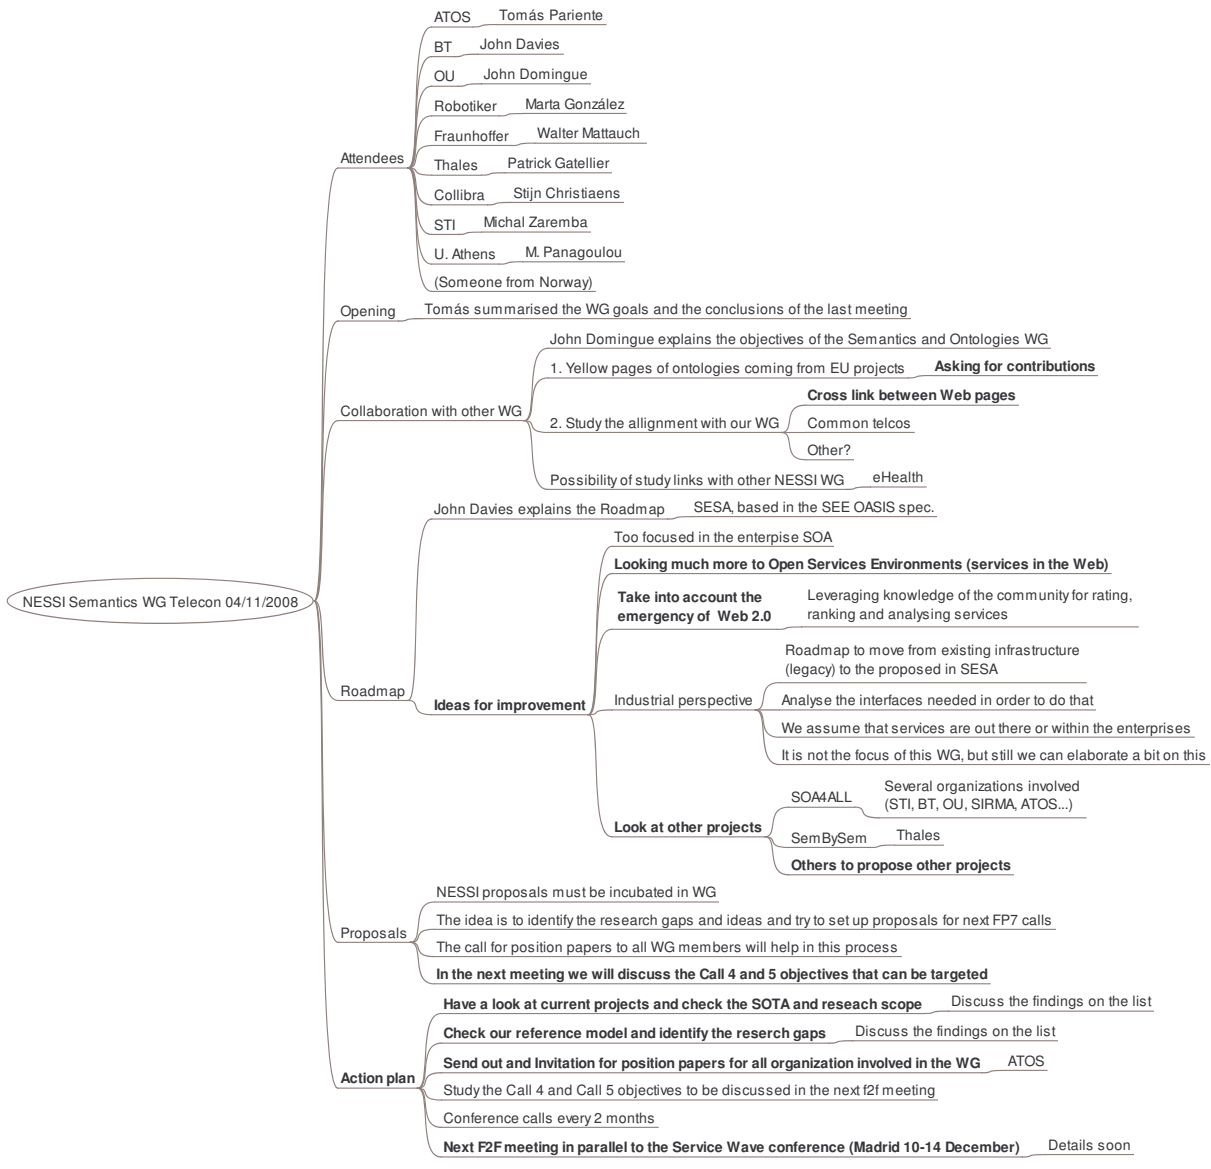 NESSI Semantics WG Telecon 04/11/2008
Attendees
ATOS
Tomás Pariente
BT
John Davies
OU
John Domingue
Robotiker
Marta González
Fraunhoffer
Walter Mattauch
Thales
Patrick Gatellier
Collibra
Stijn Christiaens
STI
Michal Zaremba
U. Athens
M. Panagoulou
(Someone from Norway)
Opening
Tomás summarised the WG goals and the conclusions of the last meeting
Collaboration with other WG
John Domingue explains the objectives of the Semantics and Ontologies WG
1. Yellow pages of ontologies coming from EU projects
Asking for contributions
2. Study the allignment with our WG
Cross link between Web pages
Common telcos
Other?
Possibility of study links with other NESSI WG
eHealth
Roadmap
John Davies explains the Roadmap
SESA, based in the SEE OASIS spec.
Ideas for improvement
Too focused in the enterpise SOA
Looking much more to Open Services Environments (services in the Web)
Take into account the
emergency of Web 2.0
Leveraging knowledge of the community for rating,
ranking and analysing services
Industrial perspective
Roadmap to move from existing infrastructure
(legacy) to the proposed in SESA
Analyse the interfaces needed in order to do that
We assume that services are out there or within the enterprises
It is not the focus of this WG, but still we can elaborate a bit on this
Look at other projects
SOA4ALL
Several organizations involved
(STI, BT, OU, SIRMA, ATOS...)
SemBySem
Thales
Others to propose other projects
Proposals
NESSI proposals must be incubated in WG
The idea is to identify the research gaps and ideas and try to set up proposals for next FP7 calls
The call for position papers to all WG members will help in this process
In the next meeting we will discuss the Call 4 and 5 objectives that can be targeted
Action plan
Have a look at current projects and check the SOTA and reseach scope
Discuss the findings on the list
Check our reference model and identify the reserch gaps
Discuss the findings on the list
Send out and Invitation for position papers for all organization involved in the WG
ATOS
Study the Call 4 and Call 5 objectives to be discussed in the next f2f meeting
Conference calls every 2 months
Next F2F meeting in parallel to the Service Wave conference (Madrid 10-14 December)
Details soon